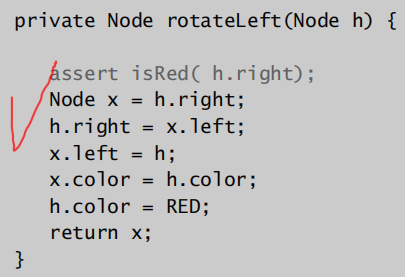 private Node rotateLeft(Node h) {
assert isRed( h.right);
Node x = h.right;
h.right = x.left;
x.left = h;
x.color = h.color;
h.color = RED;
return x;
}